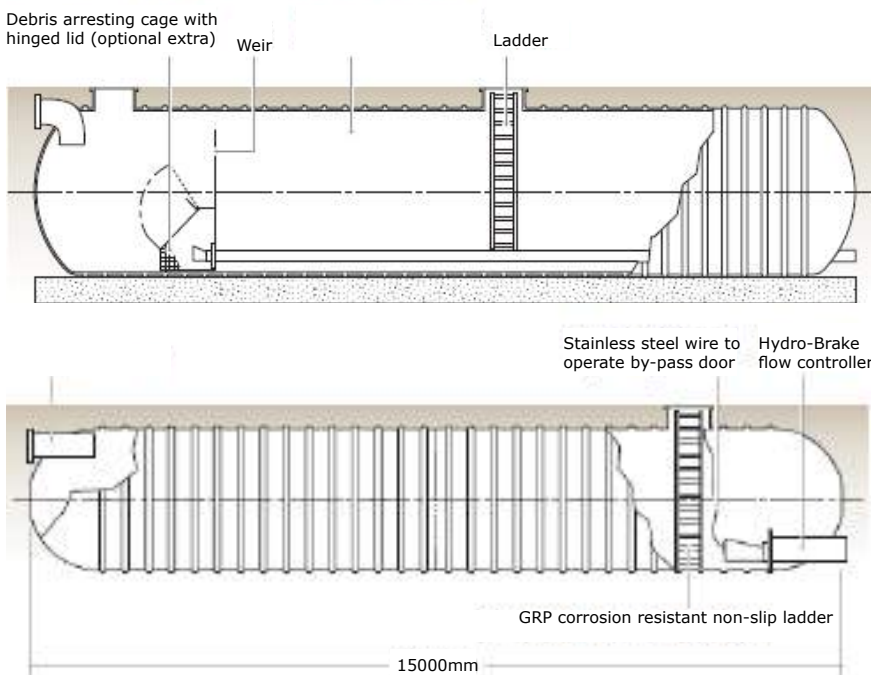 Debris arresting cage with
hinged lid (optional extra)
Weir
Ladder
Stainless steel wire to
operate by-pass door
Hydro-Brake
flow controller
GRP corrosion resistant non-slip ladder
15000mm